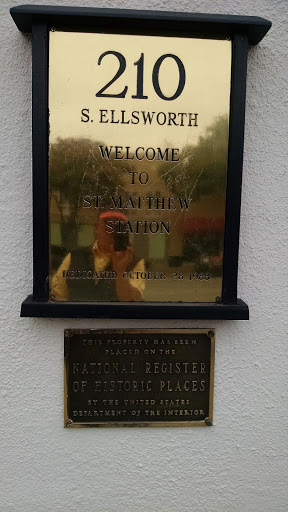 210
S. ELLSWORTH
WELCOME
TO
ST. MATTHEW
STATION
DEDICATED OCTOBER
THIS PROPERTY HAS BEEN
PLACED ON THE
NATIONAL REGISTER
OF HISTORIC PLACES
BY THE UNITED STATES
DEPARTMENT OF THE INTERIOR